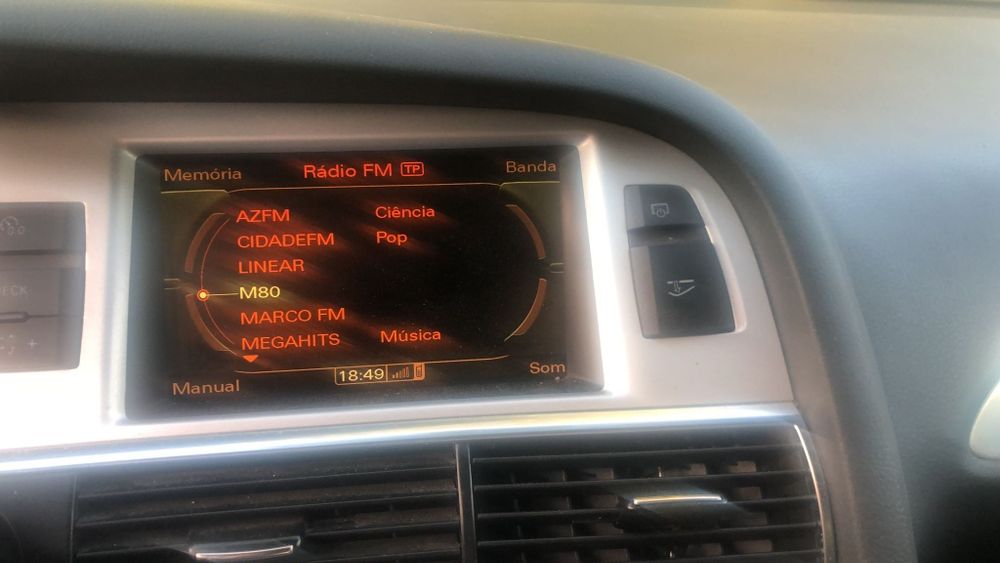 Memória Rádio FM TP Banda
AZFM Ciência
CIDADEFM Pop
LINEAR
M80
MARCO FM
MEGAHITS Música
Manual 18:49 Som